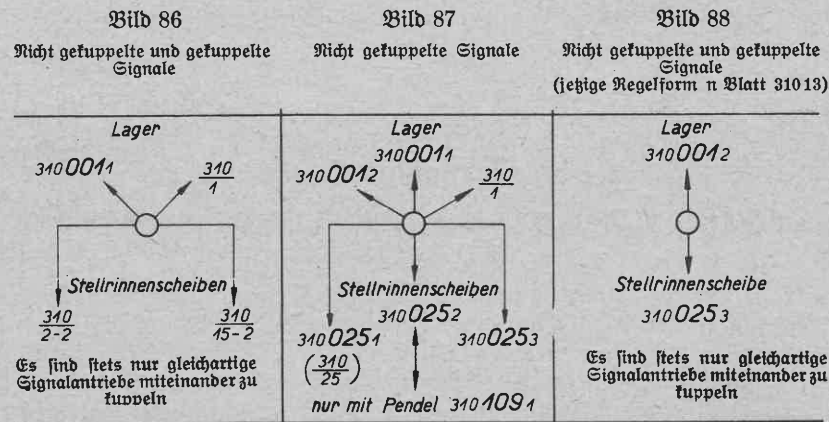 Bild 86
Nicht gekuppelte und gekuppelte
Signale
Lager
310 001 1
310
1
Stellrinnenscheiben
310
2-2
310
15-2
Es sind stets nur gleichartige
Signalantriebe miteinander zu
kuppeln
Bild 87
Nicht gekuppelte Signale
Lager
310 001 1
310 001 2
310
1
Stellrinnenscheiben
310 025 2
310 025 1
310 025 3
(310
25)
nur mit Pendel 310 109 1
Bild 88
Nicht gekuppelte und gekuppelte
Signale
(jetzige Regelform n Blatt 310 13)
Lager
310 001 2
Stellrinnenscheibe
310 025 3
Es sind stets nur gleichartige
Signalantriebe miteinander zu
kuppeln